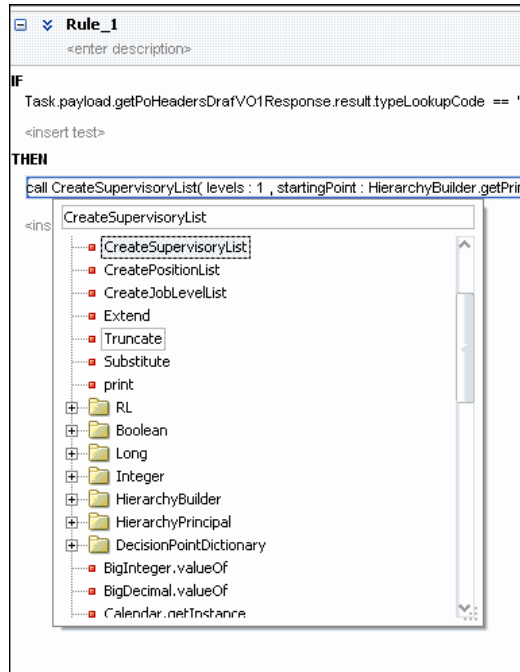 Rule_1
<enter description>
IF
Task.payload.getPoHeadersDrafVO1Response.result.typeLookupCode == '
<insert test>
THEN
call CreateSupervisoryList( levels : 1 , startingPoint : HierarchyBuilder.getPrin
<ins
CreateSupervisoryList
CreateSupervisoryList
CreatePositionList
CreateJobLevelList
Extend
Truncate
Substitute
print
RL
Boolean
Long
Integer
HierarchyBuilder
HierarchyPrincipal
DecisionPointDictionary
BigInteger.valueOf
BigDecimal.valueOf
Calendar.getInstance